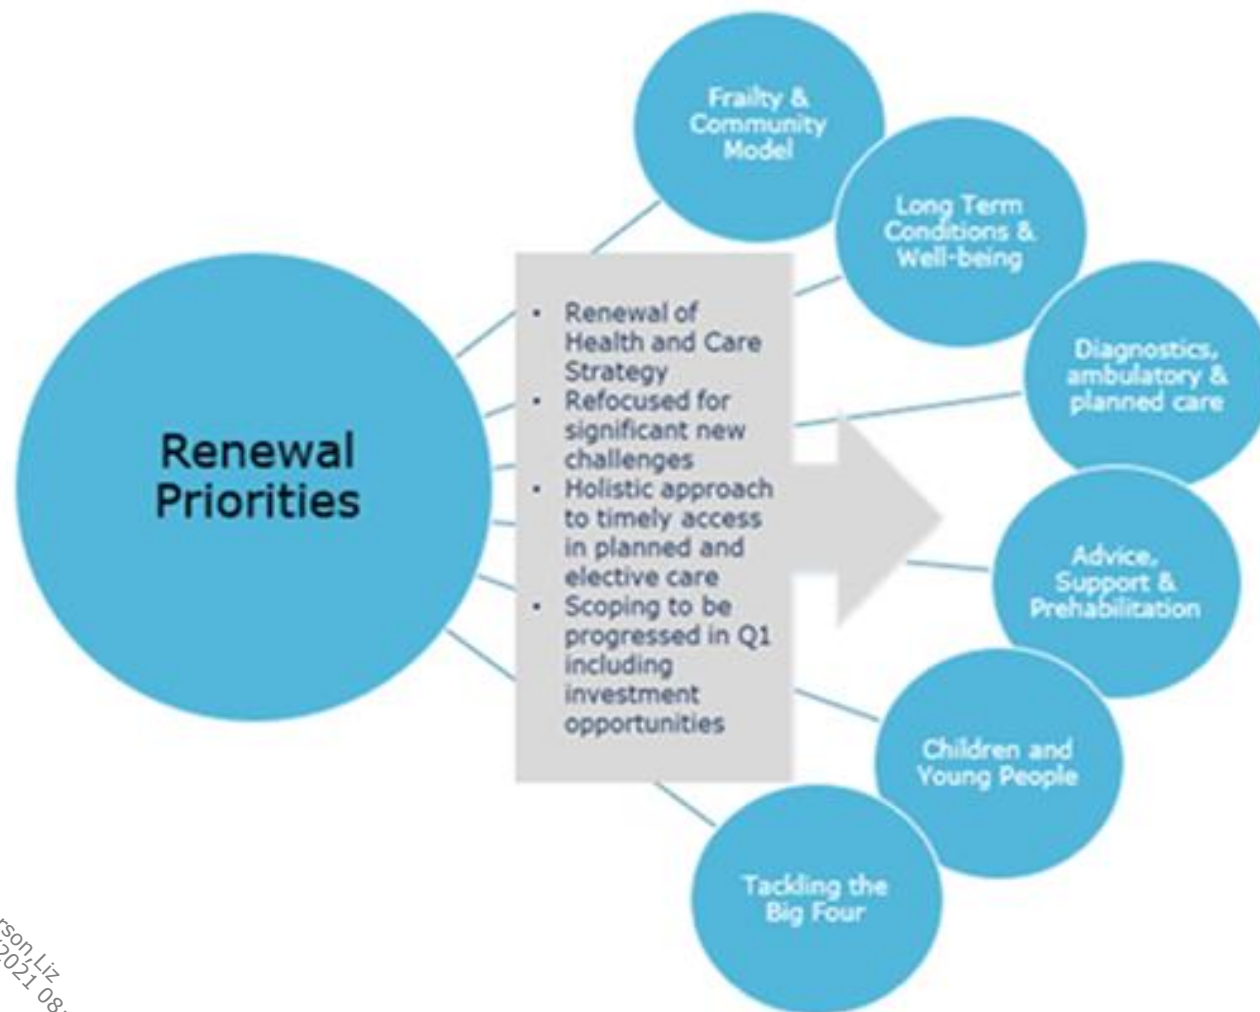 Frailty &
Community
Model
Long Term
Conditions &
Well-being
Diagnostics,
ambulatory &
planned care
Renewal
Priorities
• Renewal of
Health and Care
Strategy
• Refocused for
significant new
challenges
• Holistic approach
to timely access
in planned and
elective care
• Scoping to be
progressed in Q1
including
investment
opportunities
Advice,
Support &
Prehabilitation
Children and
Young People
Tackling the
Big Four
Liz
2021